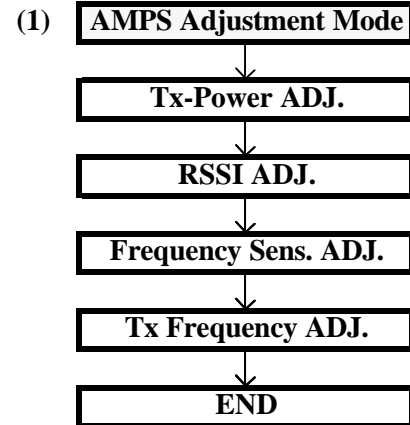 (1) AMPS Adjustment Mode
Tx-Power ADJ.
RSSI ADJ.
Frequency Sens. ADJ.
Tx Frequency ADJ.
END